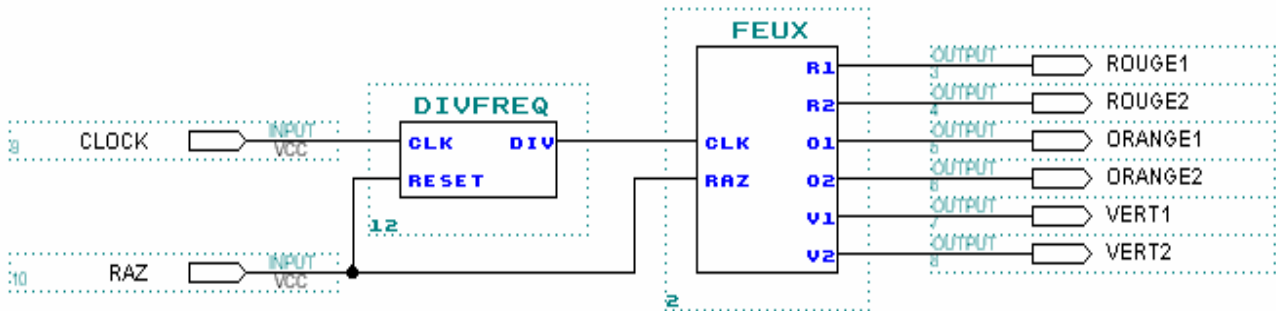 FEUX
R1 OUTPUT 3 ROUGE1
DIVFREQ
R2 OUTPUT 4 ROUGE2
9 CLOCK INPUT VCC CLK DIV CLK O1 OUTPUT 5 ORANGE1
RESET RAZ O2 OUTPUT 6 ORANGE2
12 V1 OUTPUT 7 VERT1
10 RAZ INPUT VCC V2 OUTPUT 8 VERT2
2